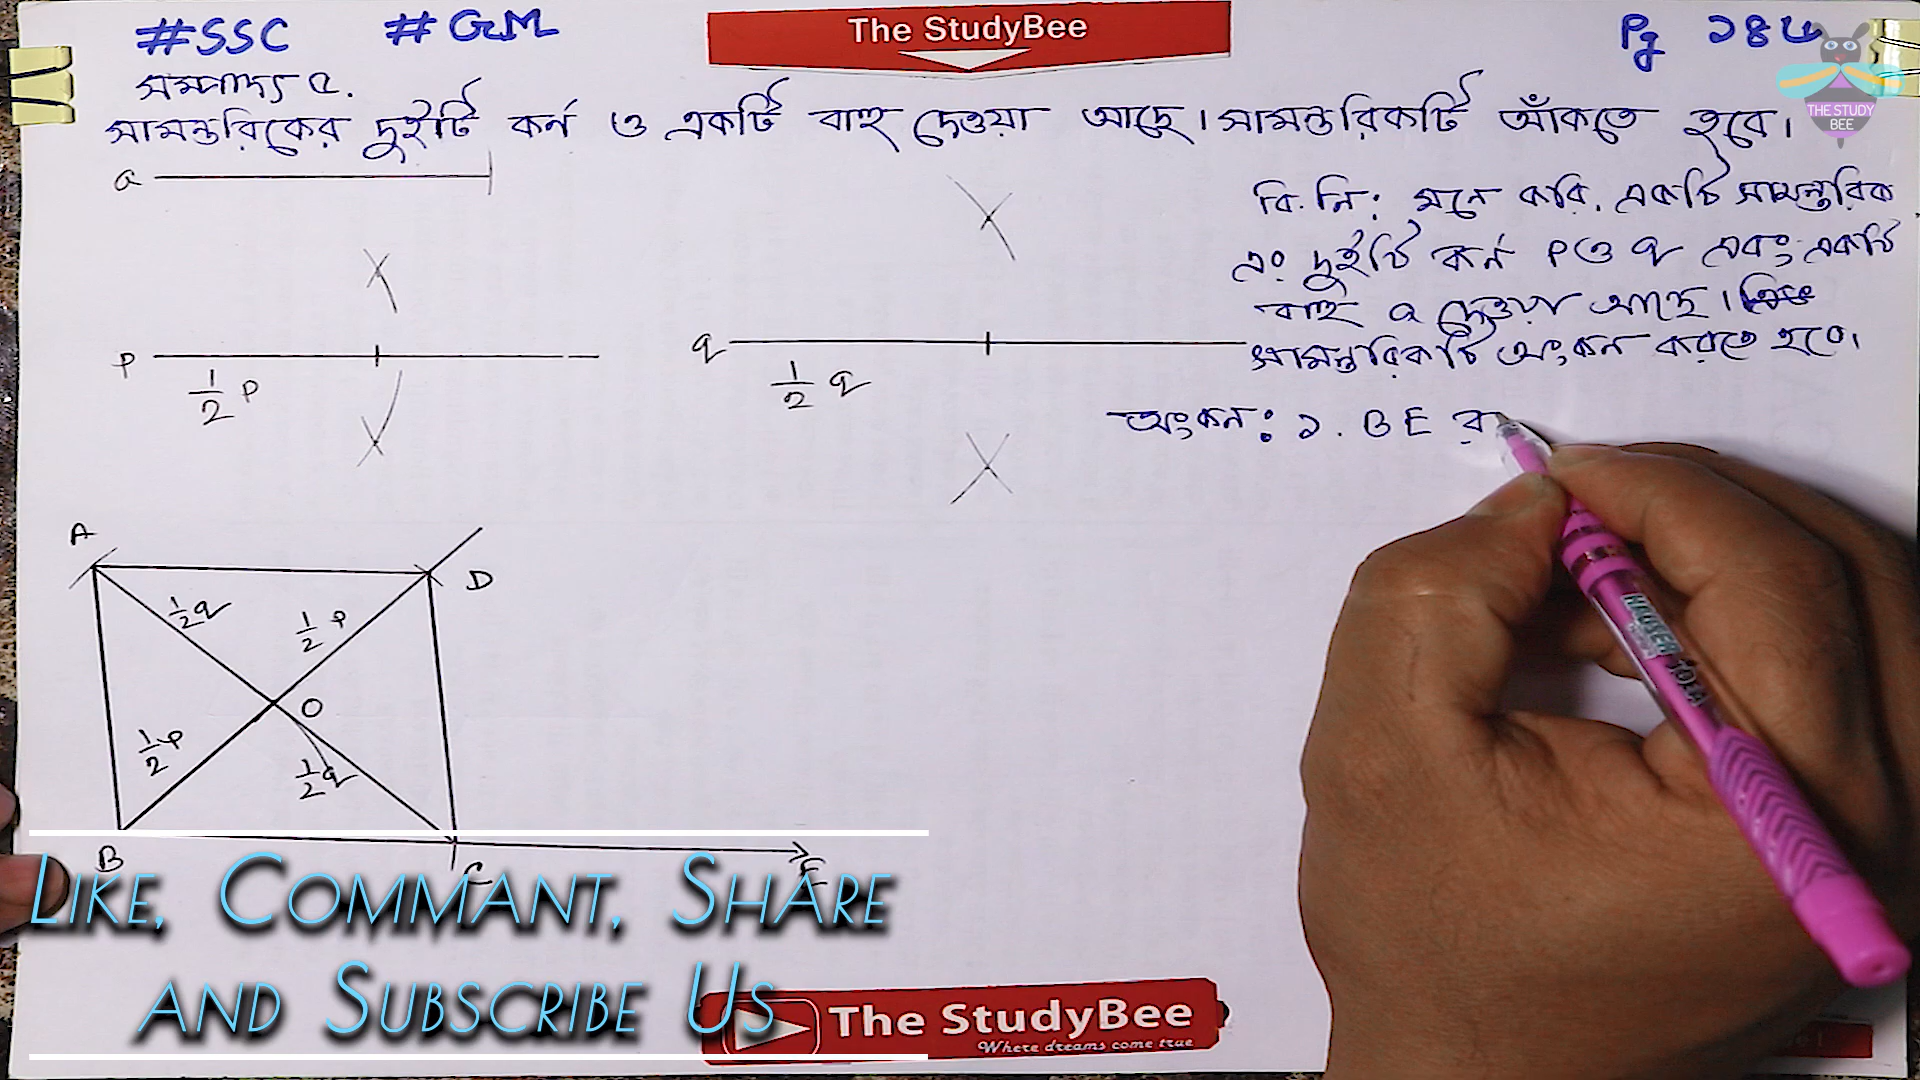 #SSC #GM
The StudyBee
Pg ১৪৬
THE STUDY
BEE
সম্পাদ্য ৫.
সামন্তরিকের দুইটি কর্ন ও একটি বাহু দেওয়া আছে। সামন্তরিকটি আঁকতে হবে।
a
বি.নি: মনে করি, একটি সামন্তরিক
এর দুইটি কর্ন P ও q এবং একটি
বাহু a দেওয়া আছে।
সামন্তরিকটি অংকন করতে হবে।
P
1/2 P
q
1/2 q
অংকন: ১. BE র
A
D
1/2 q
1/2 P
O
1/2 P
1/2 q
B
C
E
LIKE, COMMANT, SHARE
AND SUBSCRIBE US
The StudyBee
Where dreams come true
HAUSER